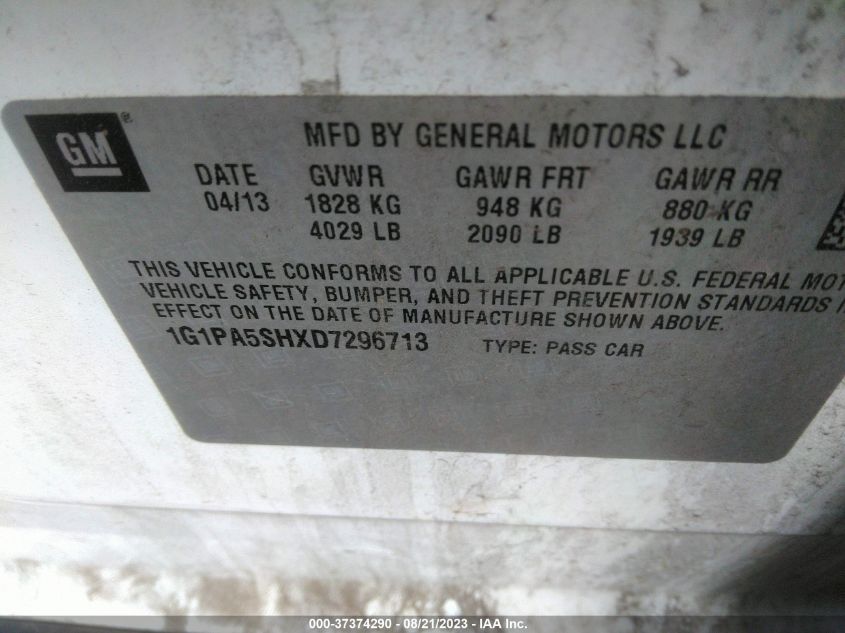 GM®
MFD BY GENERAL MOTORS LLC
DATE GVWR GAWR FRT GAWR RR
04/13 1828 KG 948 KG 880 KG
4029 LB 2090 LB 1939 LB
THIS VEHICLE CONFORMS TO ALL APPLICABLE U.S. FEDERAL MOT
VEHICLE SAFETY, BUMPER, AND THEFT PREVENTION STANDARDS I
EFFECT ON THE DATE OF MANUFACTURE SHOWN ABOVE.
1G1PA5SHXD7296713 TYPE: PASS CAR
000-37374290 - 08/21/2023 - IAA Inc.